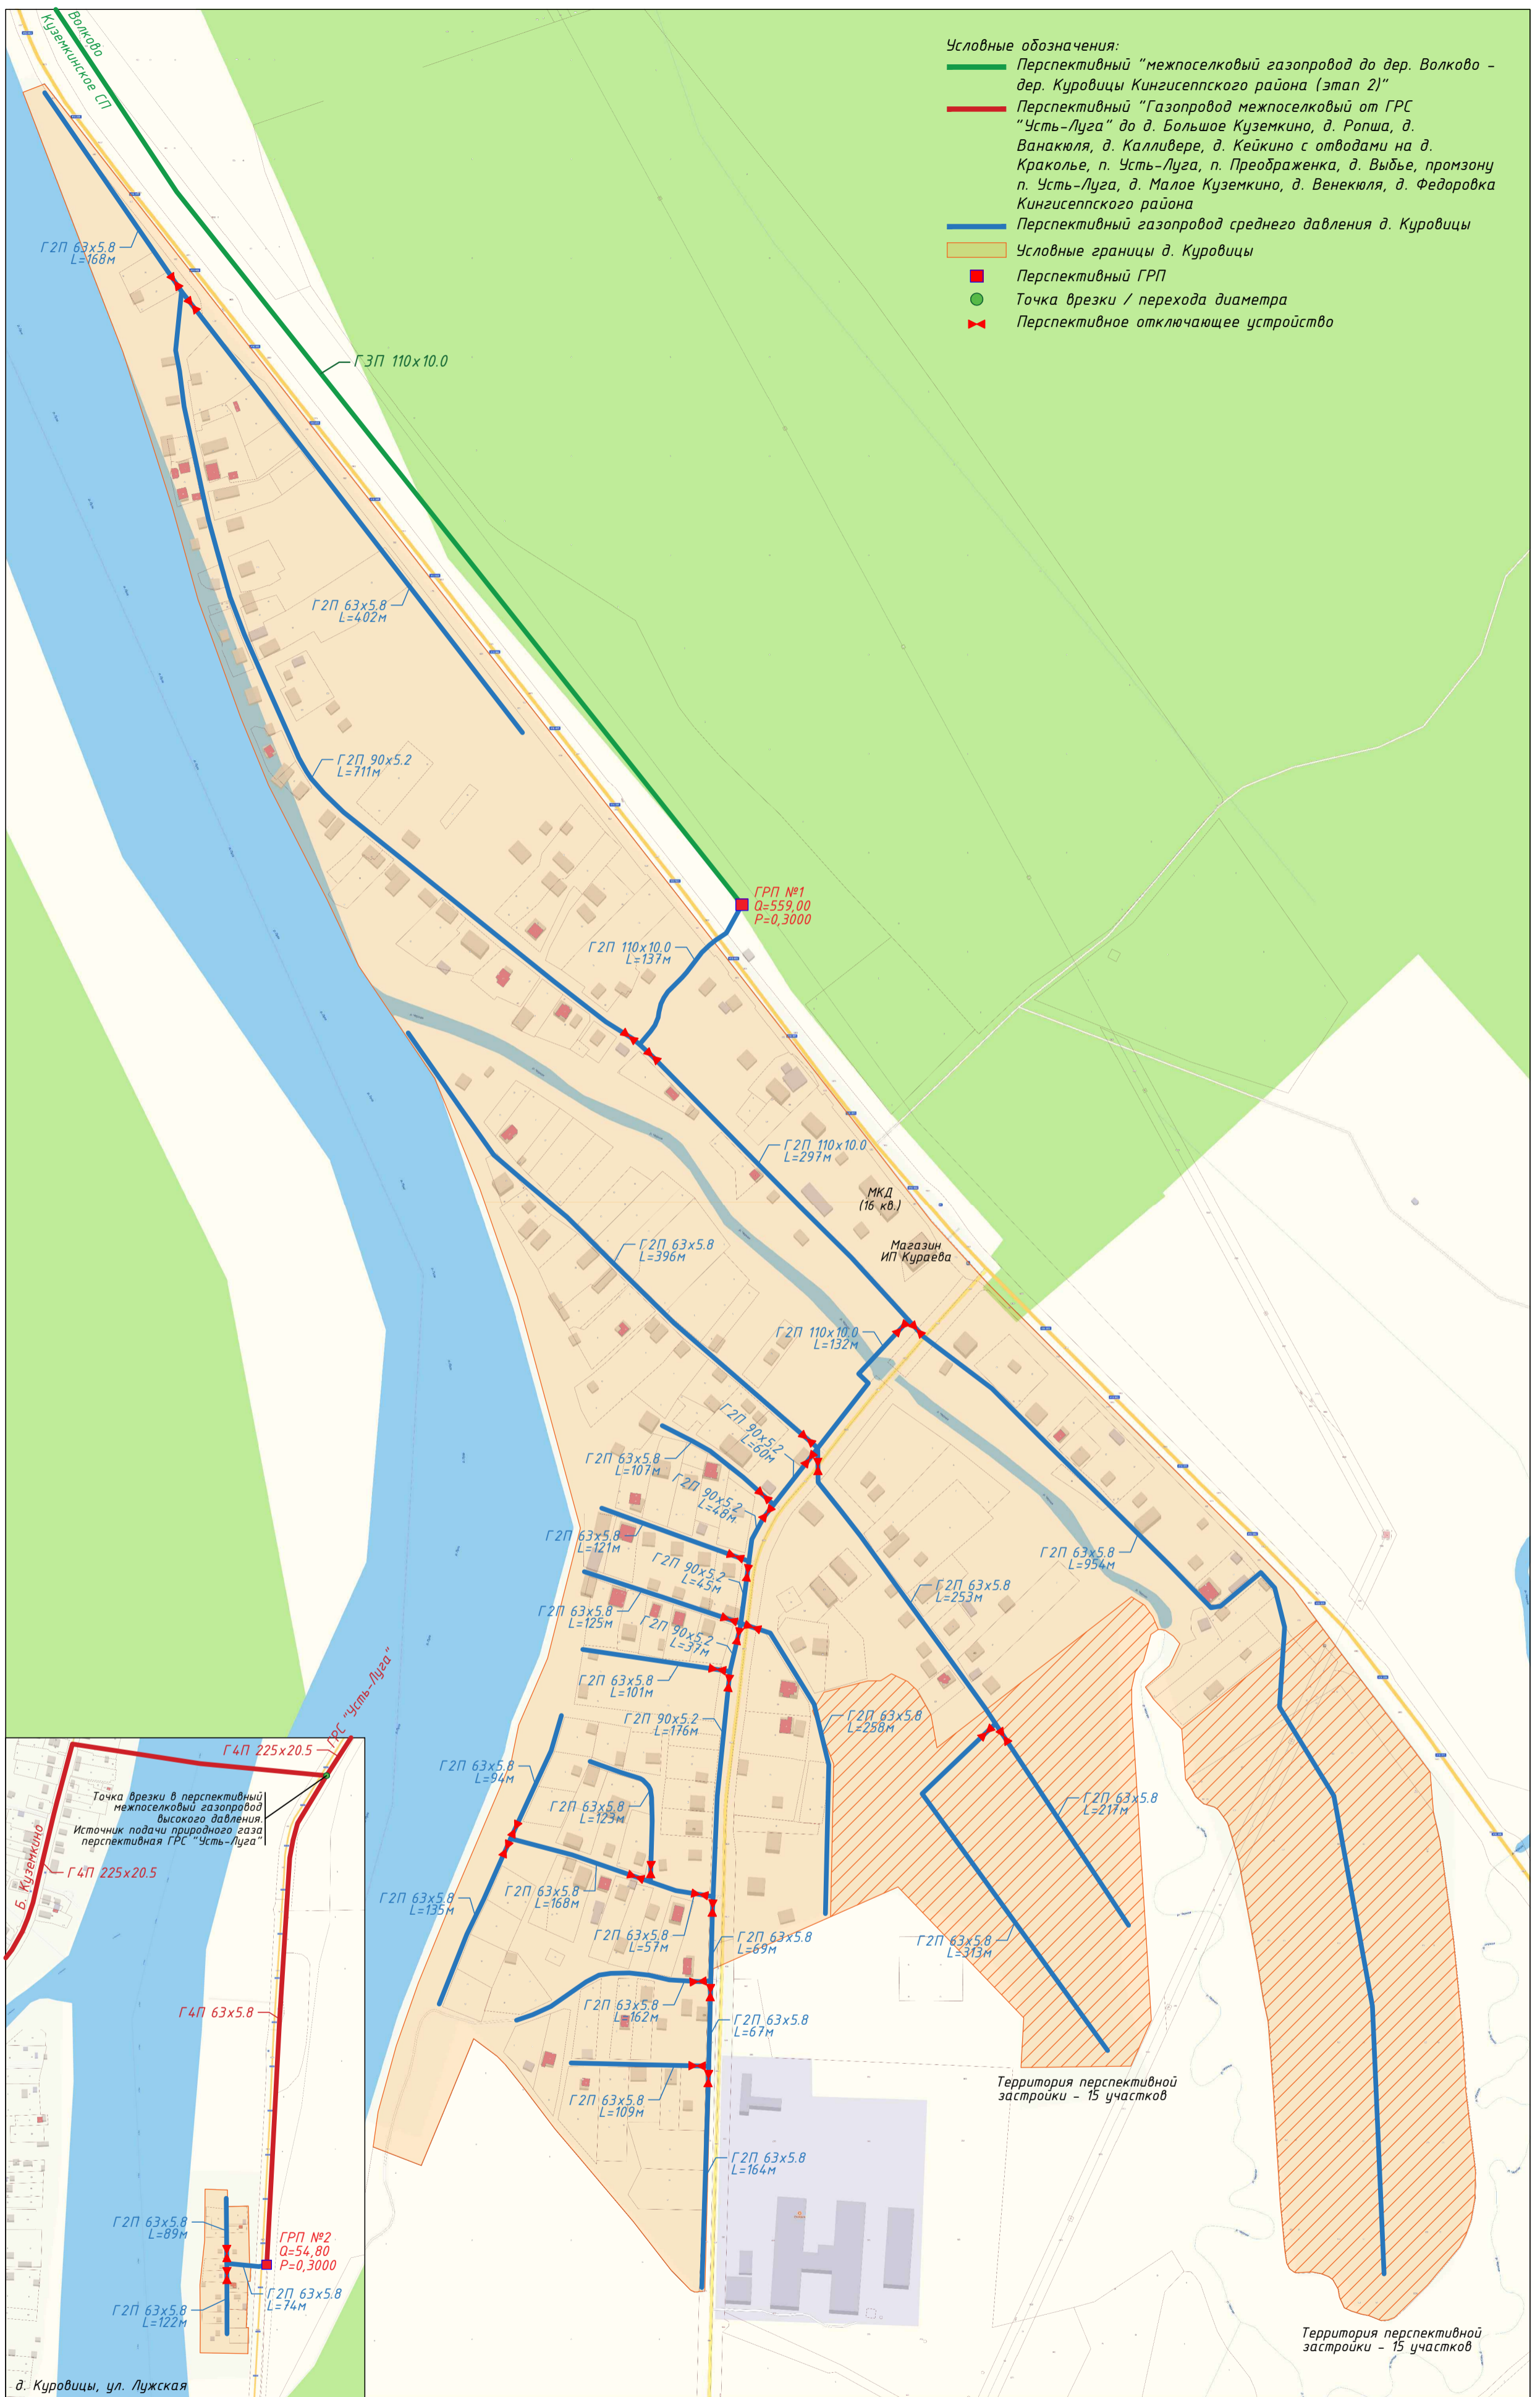 Волково
Куземкинское СП
Условные обозначения:
Перспективный "межпоселковый газопровод до дер. Волково -
дер. Куровицы Кингисеппского района (этап 2)"
Перспективный "Газопровод межпоселковый от ГРС
"Усть-Луга" до д. Большое Куземкино, д. Ропша, д.
Ванакюля, д. Калливере, д. Кейкино с отводами на д.
Краколье, п. Усть-Луга, п. Преображенка, д. Выбье, промзону
п. Усть-Луга, д. Малое Куземкино, д. Венекюля, д. Федоровка
Кингисеппского района
Перспективный газопровод среднего давления д. Куровицы
Условные границы д. Куровицы
Перспективный ГРП
Точка врезки / перехода диаметра
Перспективное отключающее устройство
Г2П 63х5.8
L=168м
Г3П 110х10.0
Г2П 63х5.8
L=402м
Г2П 90х5.2
L=711м
ГРП №1
Q=559,00
P=0,3000
Г2П 110х10.0
L=137м
Г2П 110х10.0
L=297м
МКД
(16 кв.)
Магазин
ИП Кураева
Г2П 63х5.8
L=396м
Г2П 110х10.0
L=132м
Г2П 90х5.2
L=60м
Г2П 63х5.8
L=107м
Г2П 90х5.2
L=48м
Г2П 63х5.8
L=121м
Г2П 90х5.2
L=45м
Г2П 63х5.8
L=954м
Г2П 63х5.8
L=253м
Г2П 63х5.8
L=125м
Г2П 90х5.2
L=37м
Г2П 63х5.8
L=101м
Г2П 90х5.2
L=176м
Г2П 63х5.8
L=258м
Г2П 63х5.8
L=94м
Г2П 63х5.8
L=123м
Г2П 63х5.8
L=217м
Г2П 63х5.8
L=168м
Г2П 63х5.8
L=135м
Г2П 63х5.8
L=57м
Г2П 63х5.8
L=69м
Г2П 63х5.8
L=313м
Г2П 63х5.8
L=162м
Г2П 63х5.8
L=67м
Г2П 63х5.8
L=109м
Г2П 63х5.8
L=164м
Территория перспективной
застройки - 15 участков
Территория перспективной
застройки - 15 участков
ГРС "Усть-Луга"
Г4П 225х20.5
Точка врезки в перспективный
межпоселковый газопровод
высокого давления.
Источник подачи природного газа
перспективная ГРС "Усть-Луга"
Б. Куземкино
Г4П 225х20.5
Г4П 63х5.8
Г2П 63х5.8
L=89м
ГРП №2
Q=54,80
P=0,3000
Г2П 63х5.8
L=74м
Г2П 63х5.8
L=122м
д. Куровицы, ул. Лужская